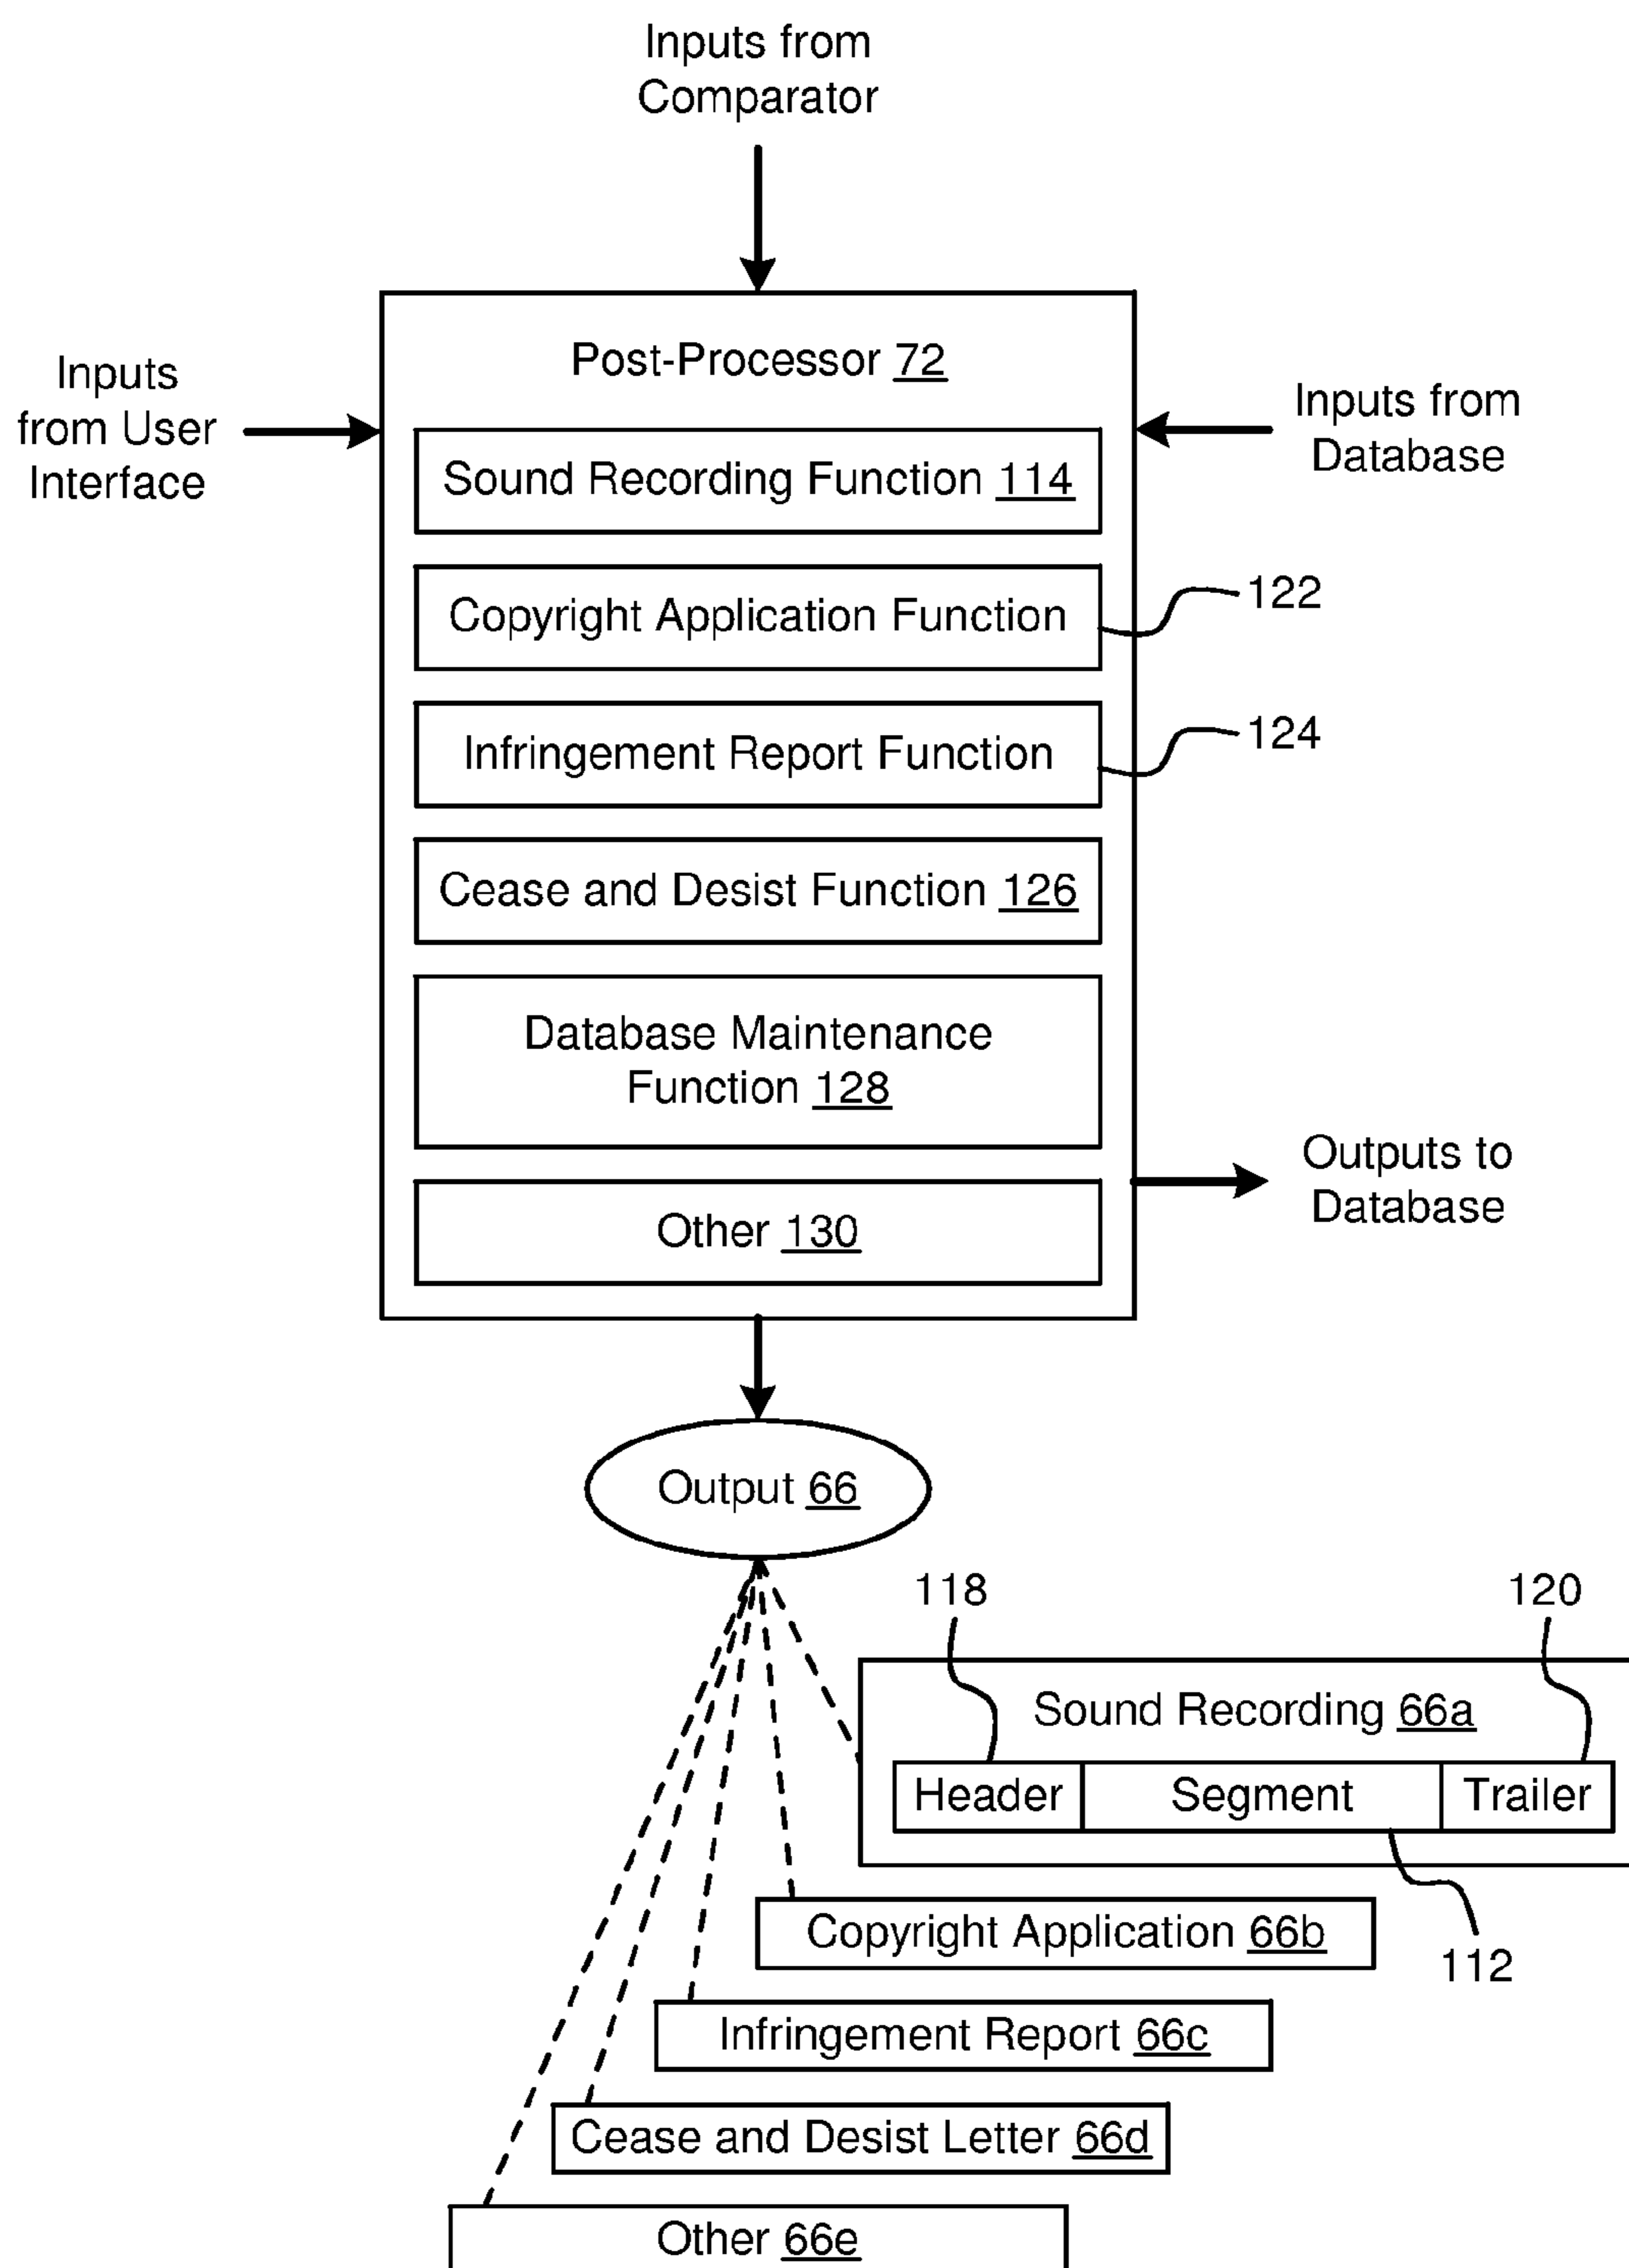 Inputs from
Comparator
Post-Processor 72
Inputs
from User
Interface
Inputs from
Database
Sound Recording Function 114
Copyright Application Function
122
Infringement Report Function
124
Cease and Desist Function 126
Database Maintenance
Function 128
Outputs to
Database
Other 130
Output 66
118
120
Sound Recording 66a
Header
Segment
Trailer
Copyright Application 66b
112
Infringement Report 66c
Cease and Desist Letter 66d
Other 66e